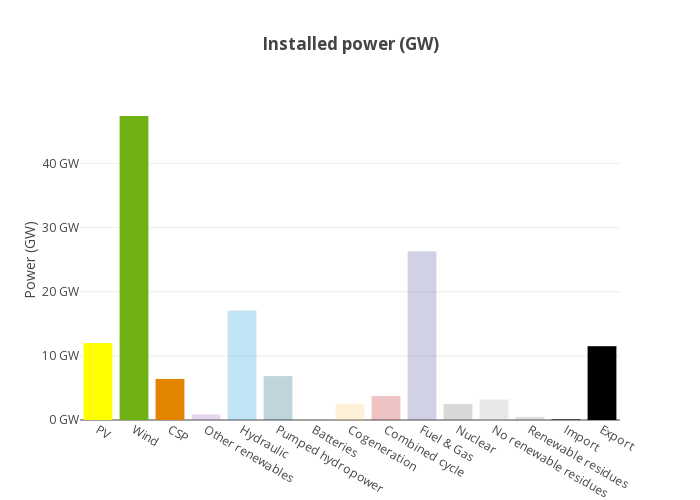 Installed power (GW)
Power (GW)
40 GW
30 GW
20 GW
10 GW
0 GW
PV
Wind
CSP
Other renewables
Hydraulic
Pumped hydropower
Batteries
Cogeneration
Combined cycle
Fuel & Gas
Nuclear
No renewable residues
Renewable residues
Import
Export